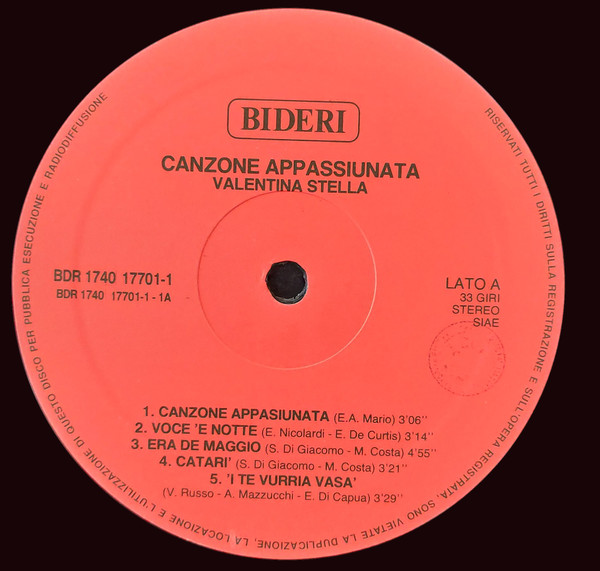 BIDERI
CANZONE APPASSIUNATA
VALENTINA STELLA
BDR 1740 17701-1
BDR 1740 17701-1 - 1A
LATO A
33 GIRI
STEREO
SIAE
1. CANZONE APPASIUNATA (E.A. Mario) 3'06''
2. VOCE 'E NOTTE (E. Nicolardi - E. De Curtis) 3'14''
3. ERA DE MAGGIO (S. Di Giacomo - M. Costa) 4'55''
4. CATARI' (S. Di Giacomo - M. Costa) 3'21''
5. 'I TE VURRIA VASA'
(V. Russo - A. Mazzucchi - E. Di Capua) 3'29''
RISERVATI TUTTI I DIRITTI SULLA REGISTRAZIONE E SULL'OPERA REGISTRATA. SONO VIETATE LA DUPLICAZIONE, LA LOCAZIONE E L'UTILIZZAZIONE DI QUESTO DISCO PER PUBBLICA ESECUZIONE E RADIODIFFUSIONE